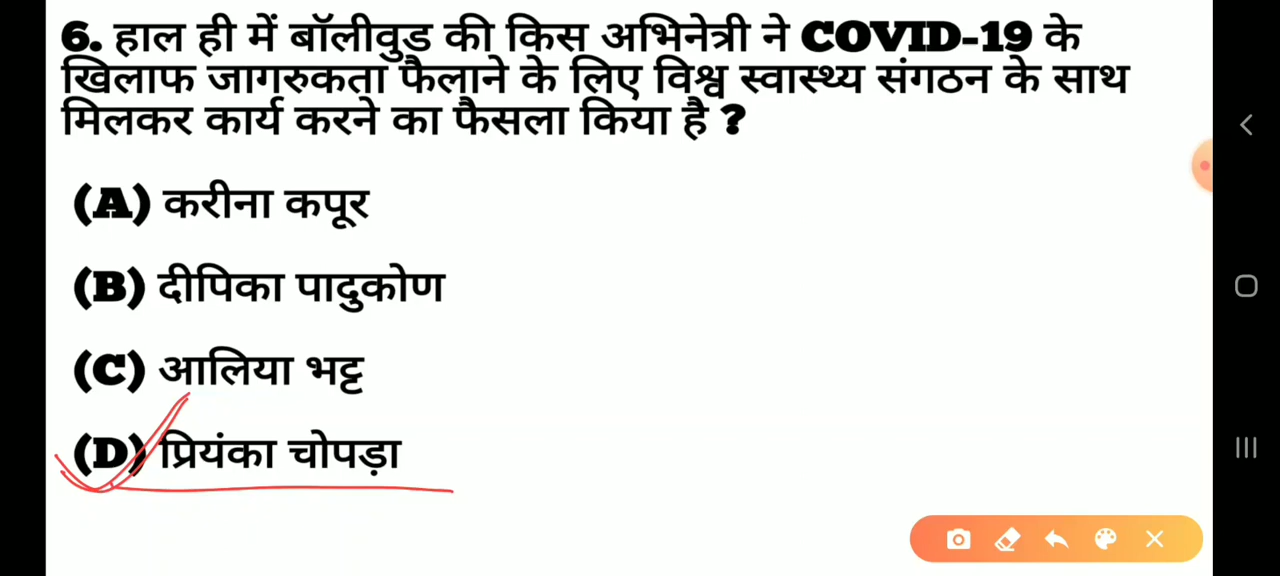 6. हाल ही में बॉलीवुड की किस अभिनेत्री ने COVID-19 के
खिलाफ जागरुकता फैलाने के लिए विश्व स्वास्थ्य संगठन के साथ
मिलकर कार्य करने का फैसला किया है ?
(A) करीना कपूर
(B) दीपिका पादुकोण
(C) आलिया भट्ट
(D) प्रियंका चोपड़ा